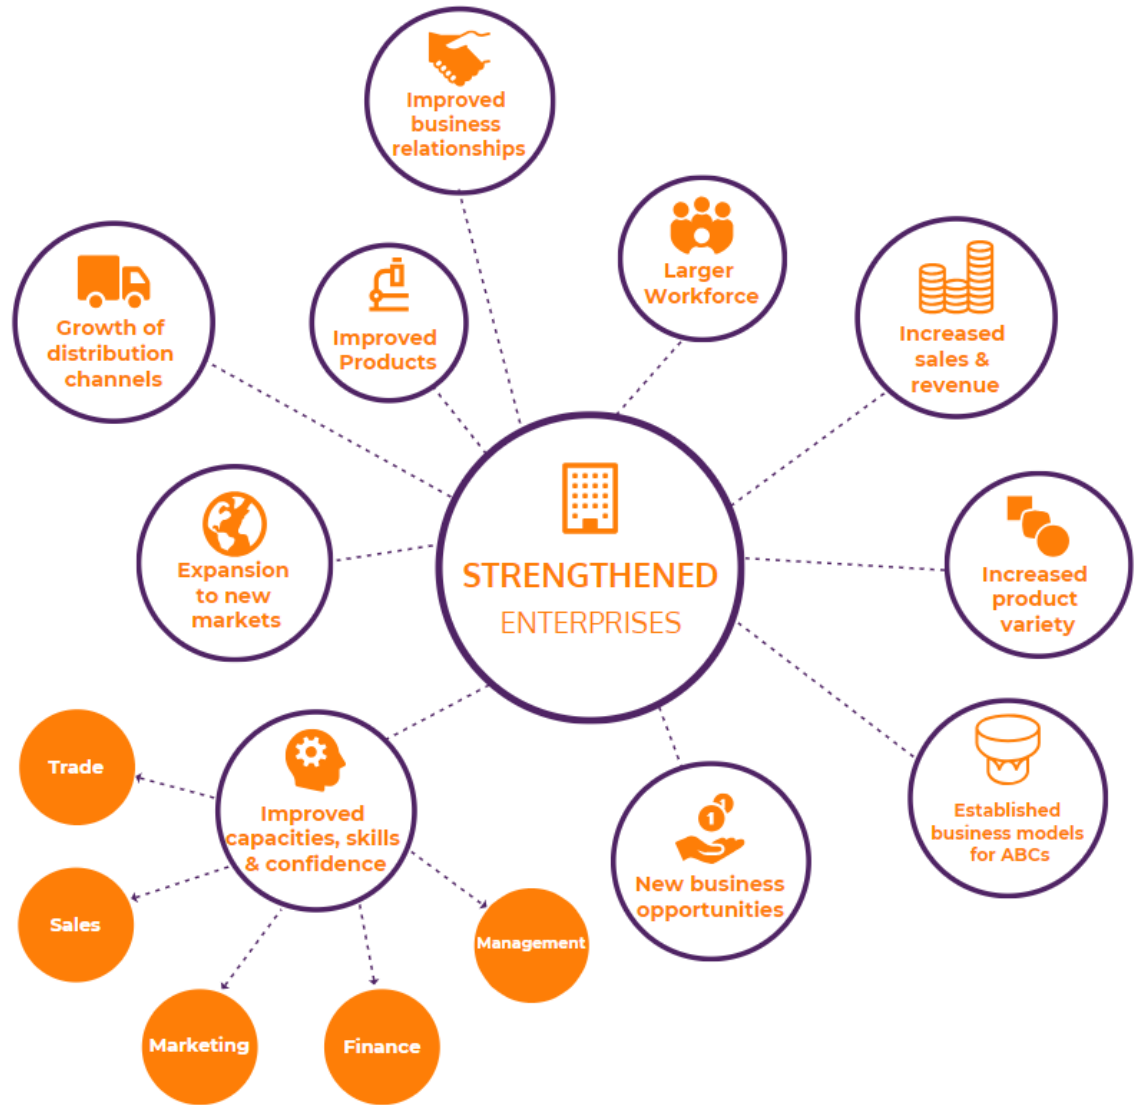 Improved
business
relationships
Larger
Workforce
Growth of
distribution
channels
Improved
Products
Increased
sales &
revenue
STRENGTHENED
ENTERPRISES
Expansion
to new
markets
Increased
product
variety
Trade
Improved
capacities, skills
& confidence
Established
business models
for ABCs
1
1
New business
opportunities
Sales
Management
Marketing
Finance